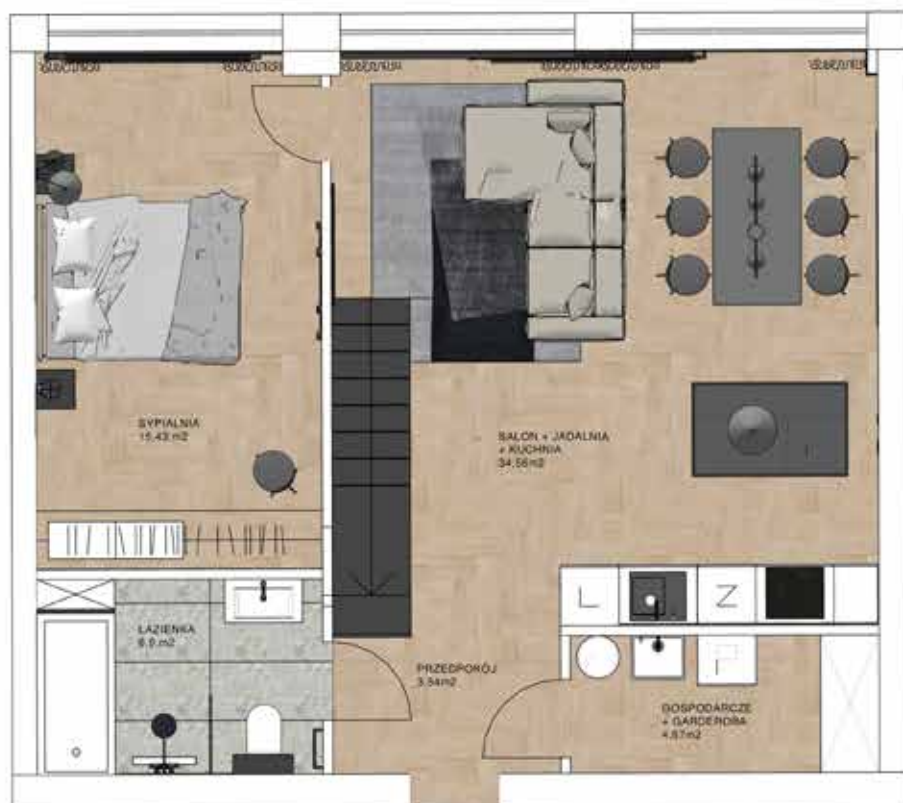 SYPIALNIA
15,43 m2
SALON + JADALNIA
+ KUCHNIA
34,56m2
L
Z
P
ŁAZIENKA
6,6 m2
PRZEDPOKÓJ
3,54m2
GOSPODARCZE
+ GARDEROBA
4,67m2